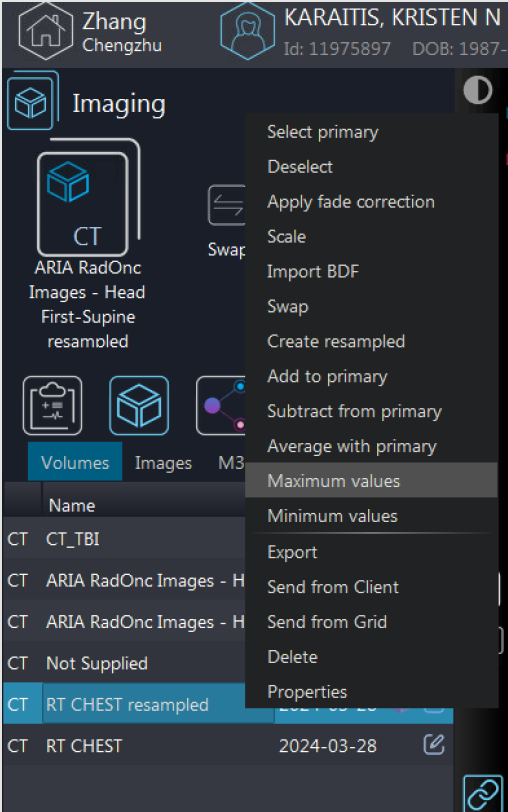 Zhang
Chengzhu
KARAITIS, KRISTEN N
Id: 11975897 DOB: 1987-
Imaging
CT
ARIA RadOnc
Images - Head
First-Supine
resampled
Swap
Select primary
Deselect
Apply fade correction
Scale
Import BDF
Swap
Create resampled
Add to primary
Subtract from primary
Average with primary
Maximum values
Minimum values
Export
Send from Client
Send from Grid
Delete
Properties
Volumes Images M3
Name
CT CT_TBI
CT ARIA RadOnc Images - H
CT ARIA RadOnc Images - H
CT Not Supplied
CT RT CHEST resampled 2024-03-28
CT RT CHEST 2024-03-28